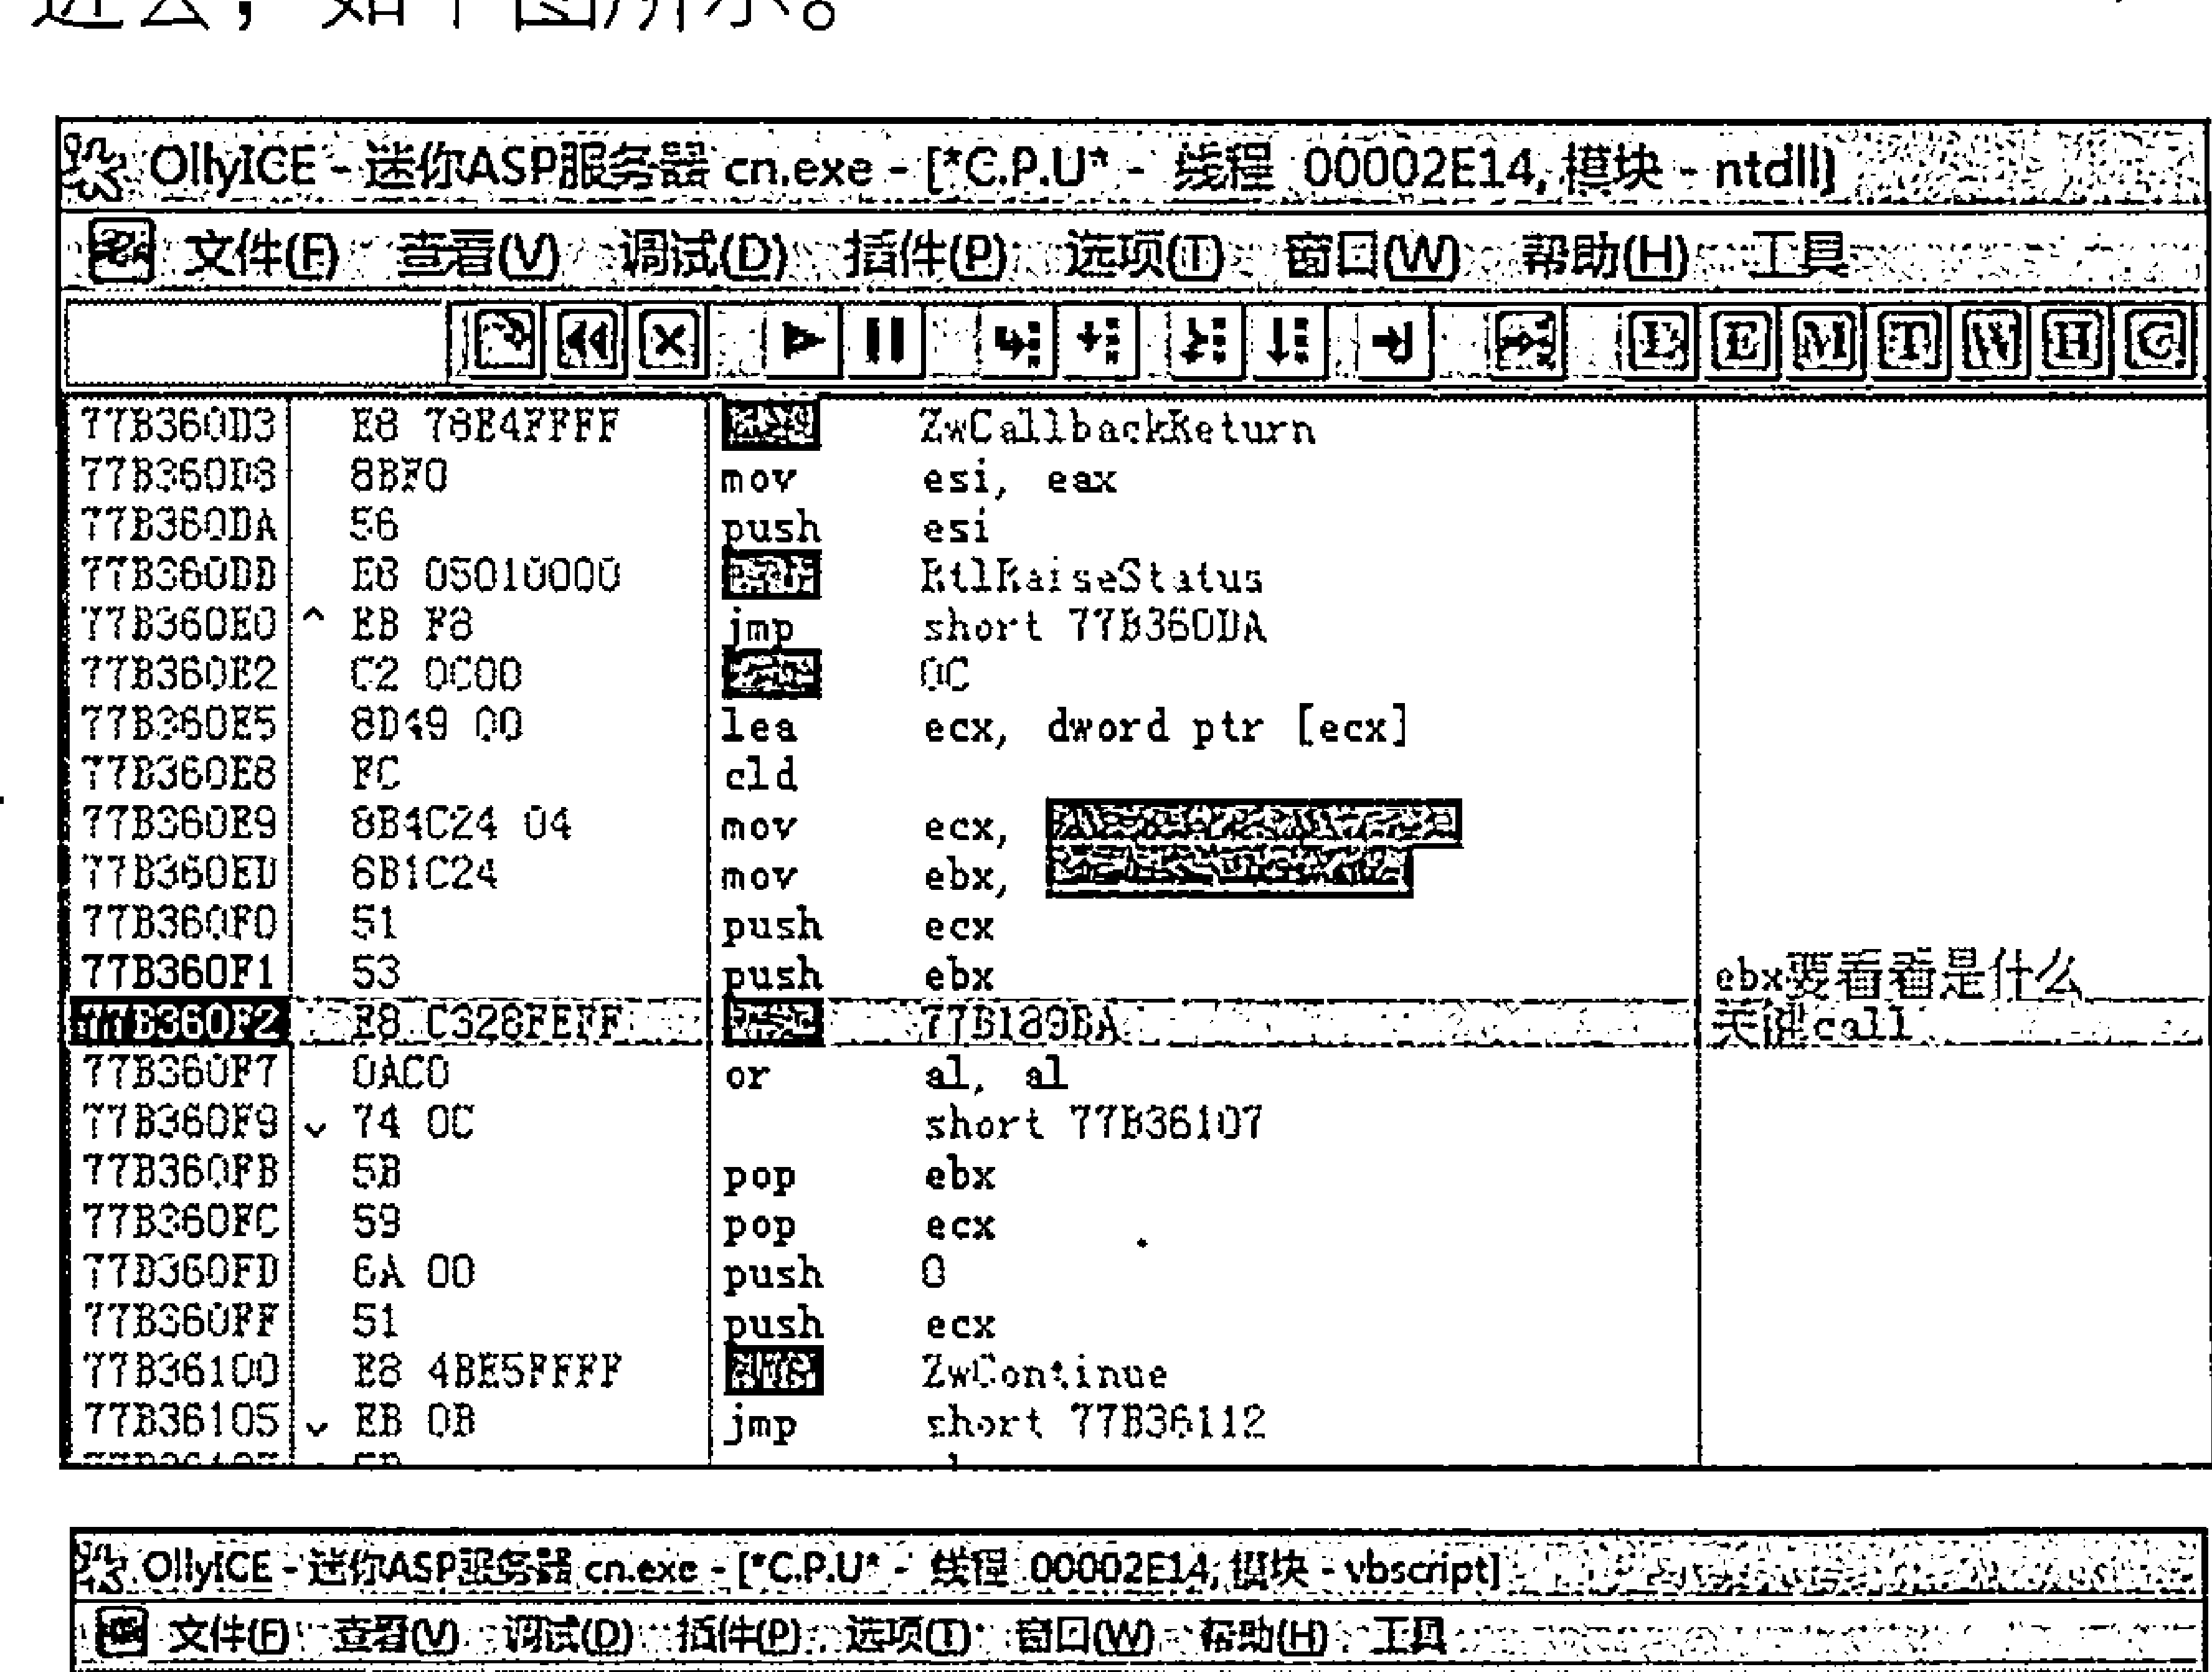 进去，如下图所示。
OllyICE - 迷你ASP服务器 cn.exe - [*C.P.U* - 线程 00002E14, 模块 - ntdll]
文件(F) 查看(V) 调试(D) 插件(P) 选项(T) 窗口(W) 帮助(H) 工具
L E M T W H C
77B360D3 E8 78E4FFFF ZwCallbackReturn
77B360D8 8BF0 mov esi, eax
77B360DA 56 push esi
77B360DB E8 05010000 RtlRaiseStatus
77B360E0 ^ EB F8 jmp short 77B360DA
77B360E2 C2 0C00 0C
77B360E5 8D49 00 lea ecx, dword ptr [ecx]
77B360E8 FC cld
77B360E9 8B4C24 04 mov ecx,
77B360ED 8B1C24 mov ebx,
77B360F0 51 push ecx
77B360F1 53 push ebx ebx要看看是什么
77B360F2 E8 C328FEFF 77B189BA 关键call
77B360F7 0AC0 or al, al
77B360F9 ⌄ 74 0C short 77B36107
77B360FB 5B pop ebx
77B360FC 59 pop ecx
77B360FD 6A 00 push 0
77B360FF 51 push ecx
77B36100 E8 4BE5FFFF ZwContinue
77B36105 ⌄ EB 0B jmp short 77B36112
OllyICE - 迷你ASP服务器 cn.exe - [*C.P.U* - 线程 00002E14, 模块 - vbscript]
文件(F) 查看(V) 调试(D) 插件(P) 选项(T) 窗口(W) 帮助(H) 工具